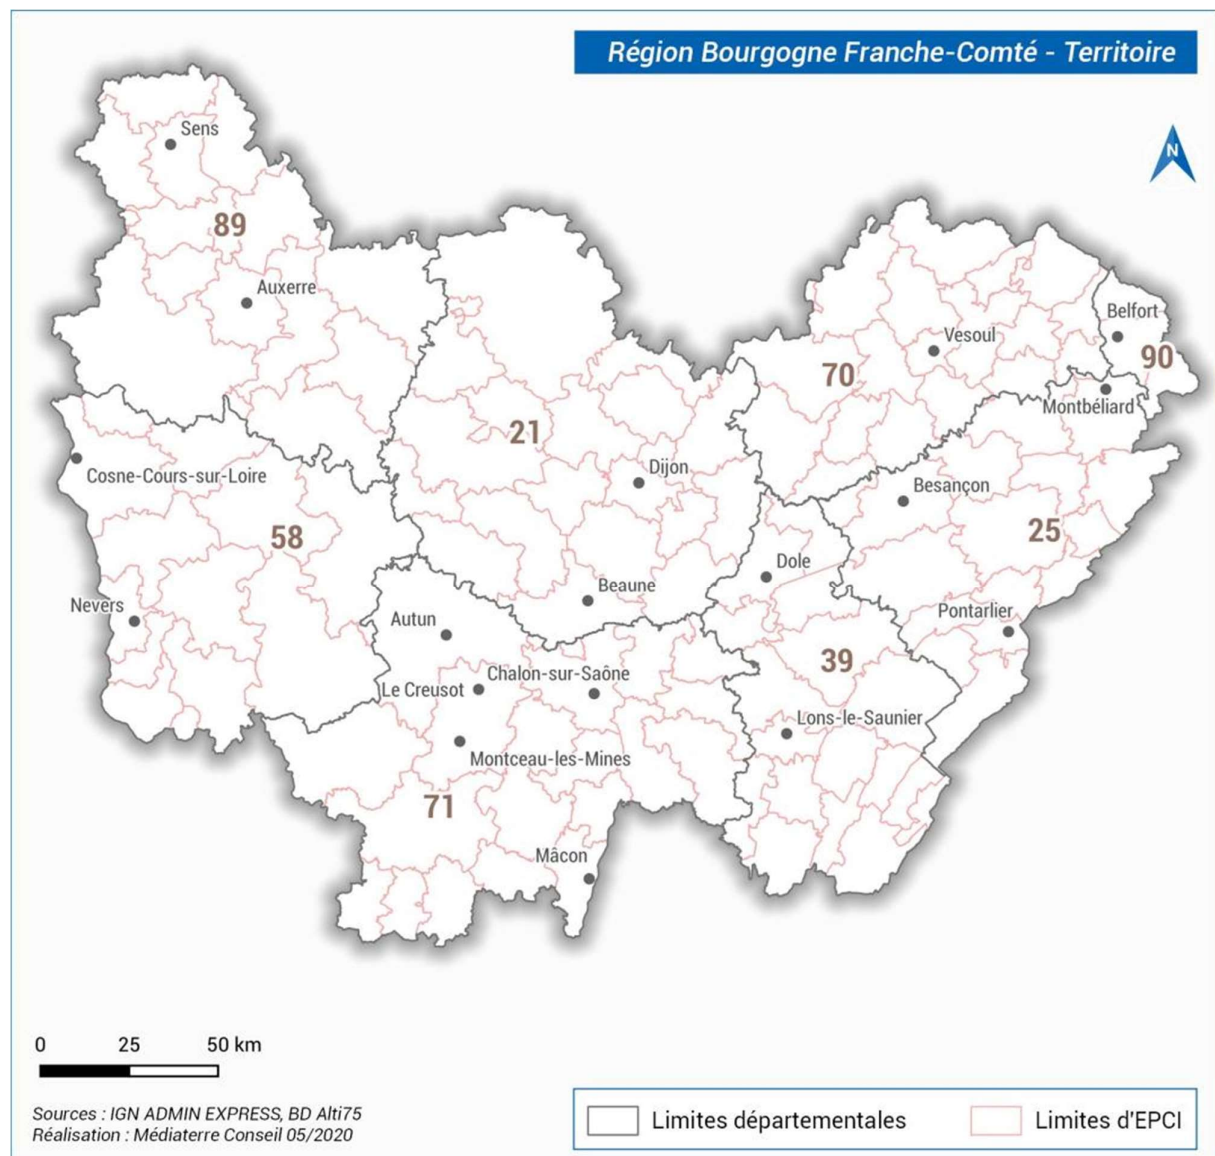 Région Bourgogne Franche-Comté - Territoire
N
Sens
89
Auxerre
Belfort
Vesoul
90
70
Montbéliard
21
Dijon
Cosne-Cours-sur-Loire
Besançon
58
25
Dole
Beaune
Nevers
Autun
Pontarlier
39
Chalon-sur-Saône
Le Creusot
Lons-le-Saunier
Montceau-les-Mines
71
Mâcon
0 25 50 km
Sources : IGN ADMIN EXPRESS, BD Alti75
Réalisation : Médiaterre Conseil 05/2020
Limites départementales
Limites d'EPCI